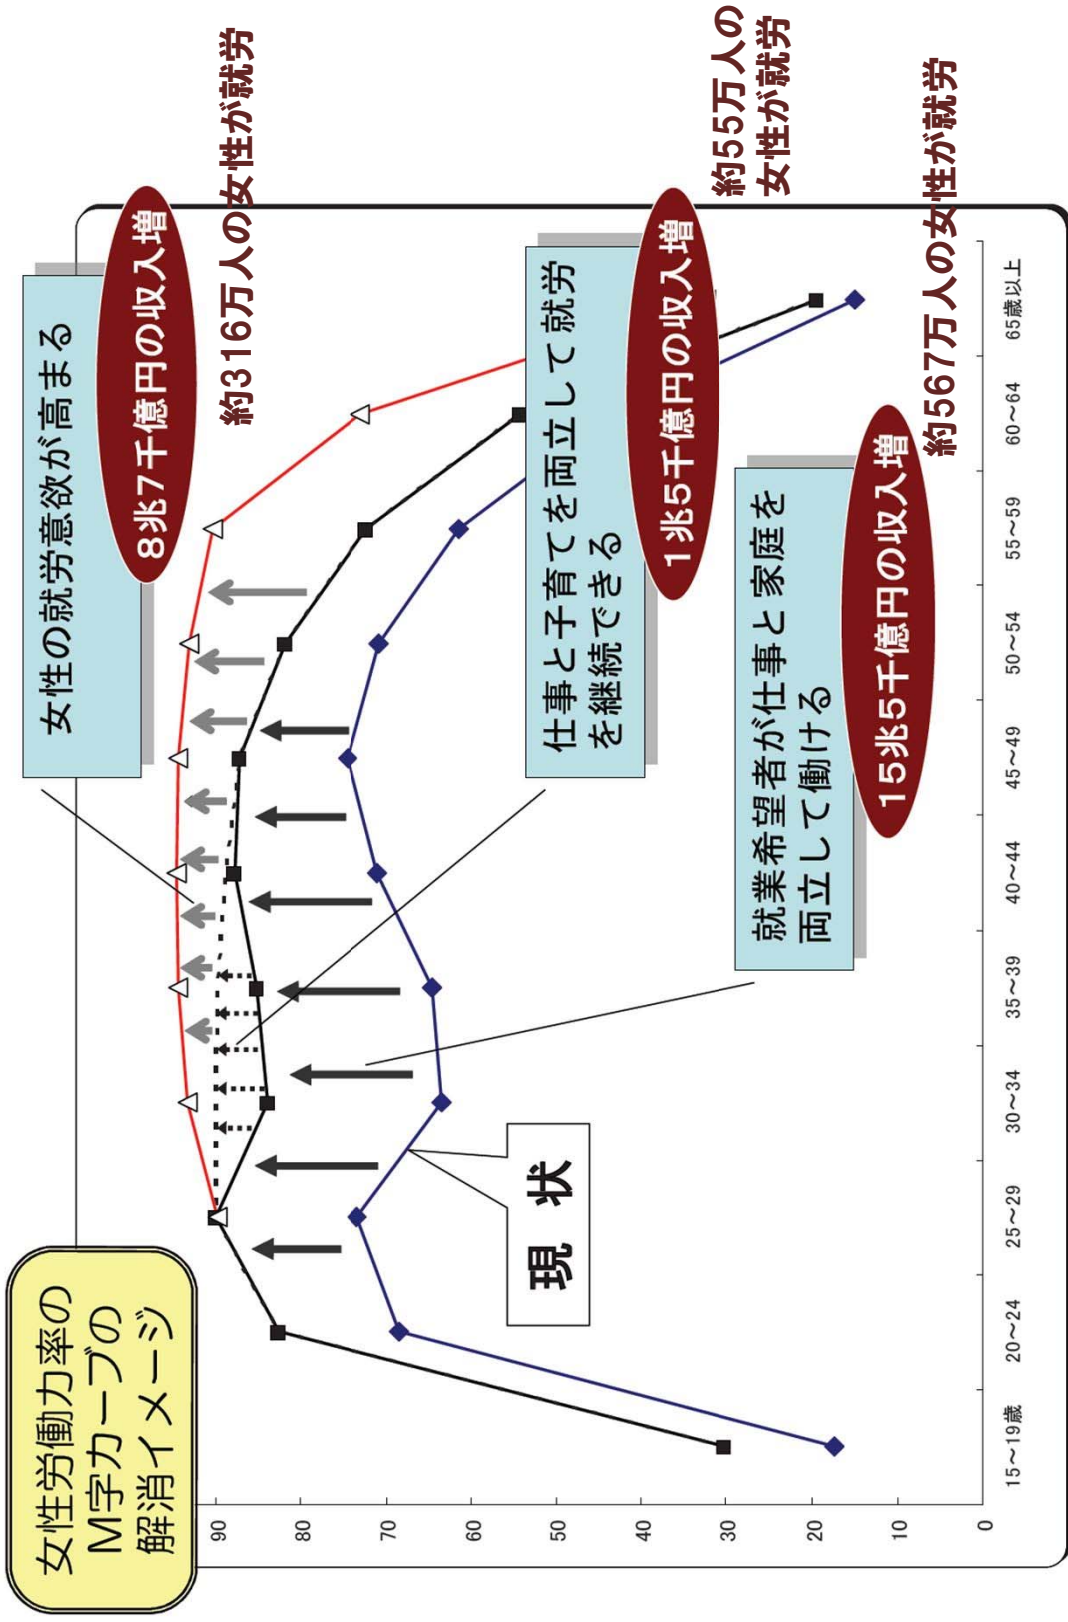 女性労働力率の
M字カーブの
解消イメージ
女性の就労意欲が高まる
8兆7千億円の収入増
約316万人の女性が就労
仕事と子育てを両立して就労
を継続できる
1兆5千億円の収入増
約55万人の
女性が就労
就業希望者が仕事と家庭を
両立して働ける
15兆5千億円の収入増
約567万人の女性が就労
現 状
90
80
70
60
50
40
30
20
10
0
15～19歳
20～24
25～29
30～34
35～39
40～44
45～49
50～54
55～59
60～64
65歳以上